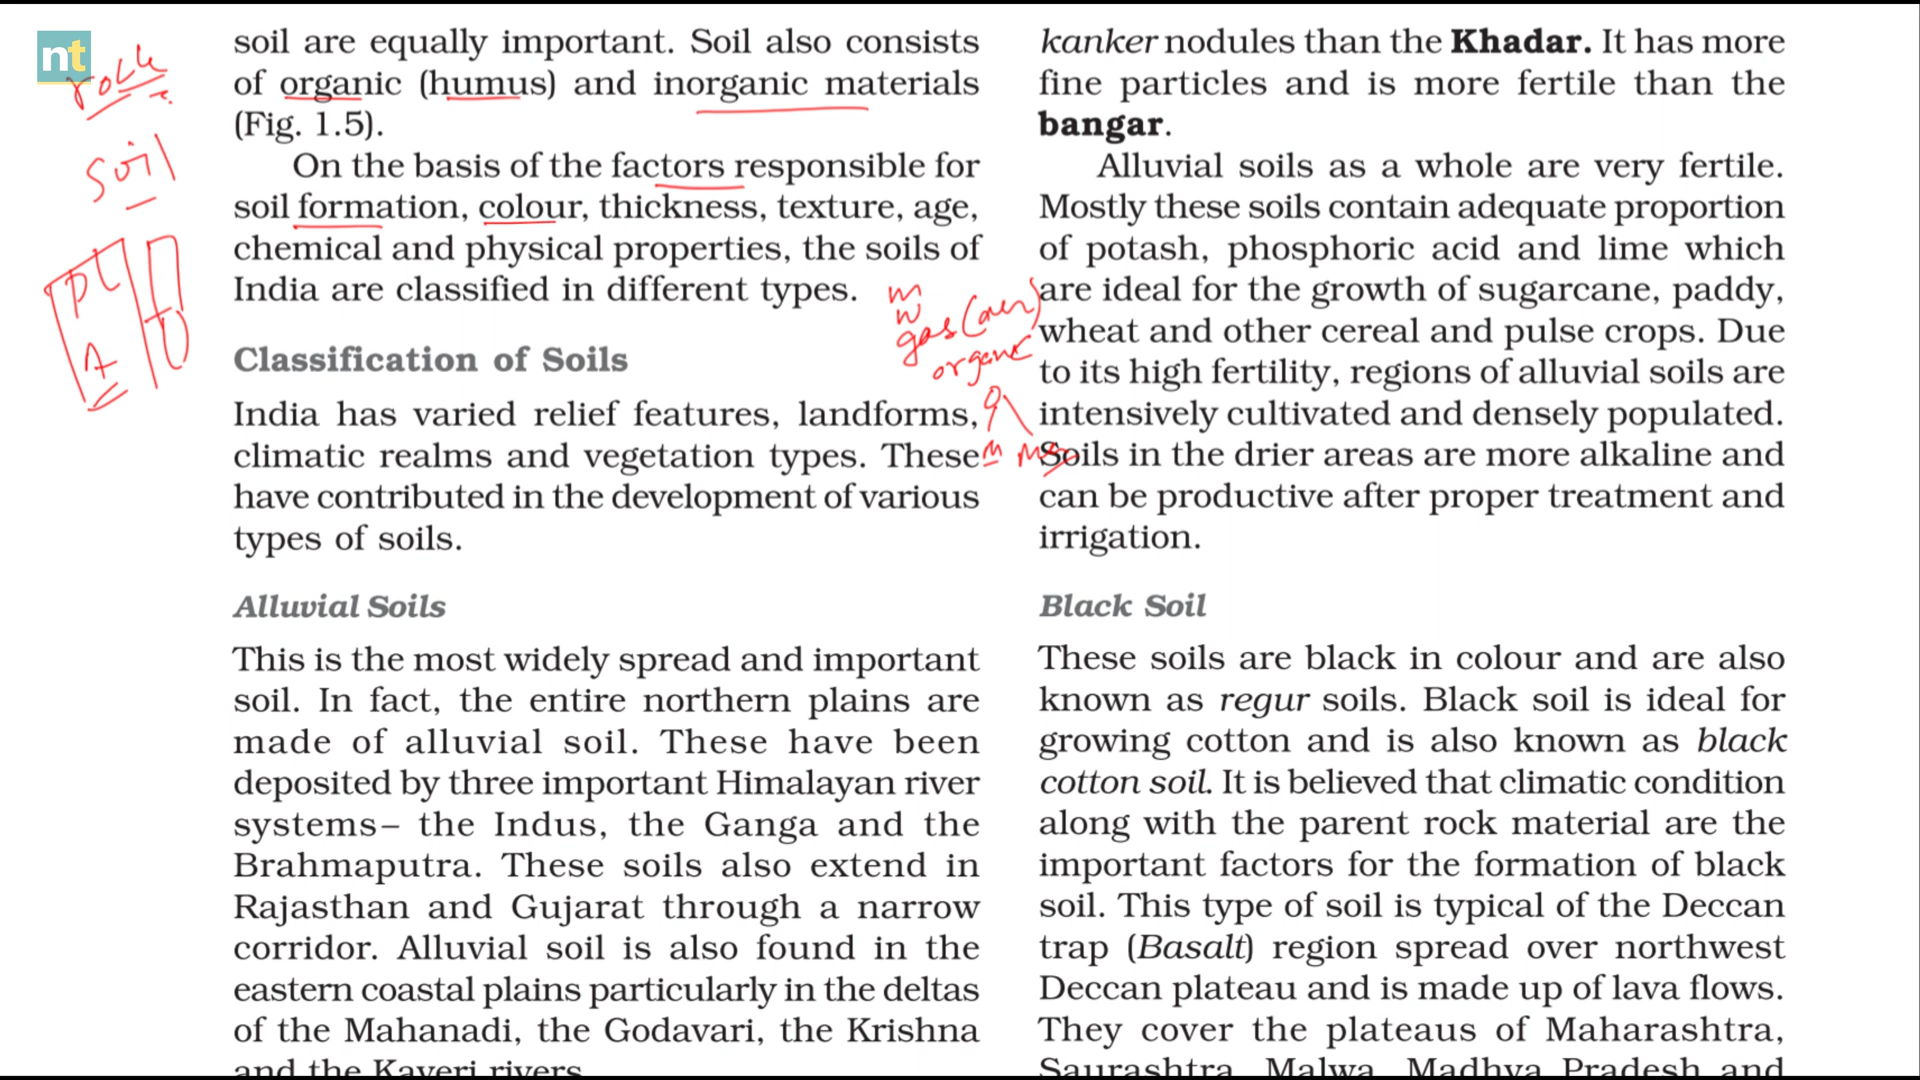 nt
rock
soil
soil are equally important. Soil also consists
of organic (humus) and inorganic materials
(Fig. 1.5).
On the basis of the factors responsible for
soil formation, colour, thickness, texture, age,
chemical and physical properties, the soils of
India are classified in different types.
Classification of Soils
India has varied relief features, landforms,
climatic realms and vegetation types. These
have contributed in the development of various
types of soils.
Alluvial Soils
This is the most widely spread and important
soil. In fact, the entire northern plains are
made of alluvial soil. These have been
deposited by three important Himalayan river
systems– the Indus, the Ganga and the
Brahmaputra. These soils also extend in
Rajasthan and Gujarat through a narrow
corridor. Alluvial soil is also found in the
eastern coastal plains particularly in the deltas
of the Mahanadi, the Godavari, the Krishna
and the Kaveri rivers
m
w
gas
kanker nodules than the Khadar. It has more
fine particles and is more fertile than the
bangar.
Alluvial soils as a whole are very fertile.
Mostly these soils contain adequate proportion
of potash, phosphoric acid and lime which
are ideal for the growth of sugarcane, paddy,
wheat and other cereal and pulse crops. Due
to its high fertility, regions of alluvial soils are
intensively cultivated and densely populated.
Soils in the drier areas are more alkaline and
can be productive after proper treatment and
irrigation.
Black Soil
These soils are black in colour and are also
known as regur soils. Black soil is ideal for
growing cotton and is also known as black
cotton soil. It is believed that climatic condition
along with the parent rock material are the
important factors for the formation of black
soil. This type of soil is typical of the Deccan
trap (Basalt) region spread over northwest
Deccan plateau and is made up of lava flows.
They cover the plateaus of Maharashtra,
Saurashtra, Malwa, Madhya Pradesh and